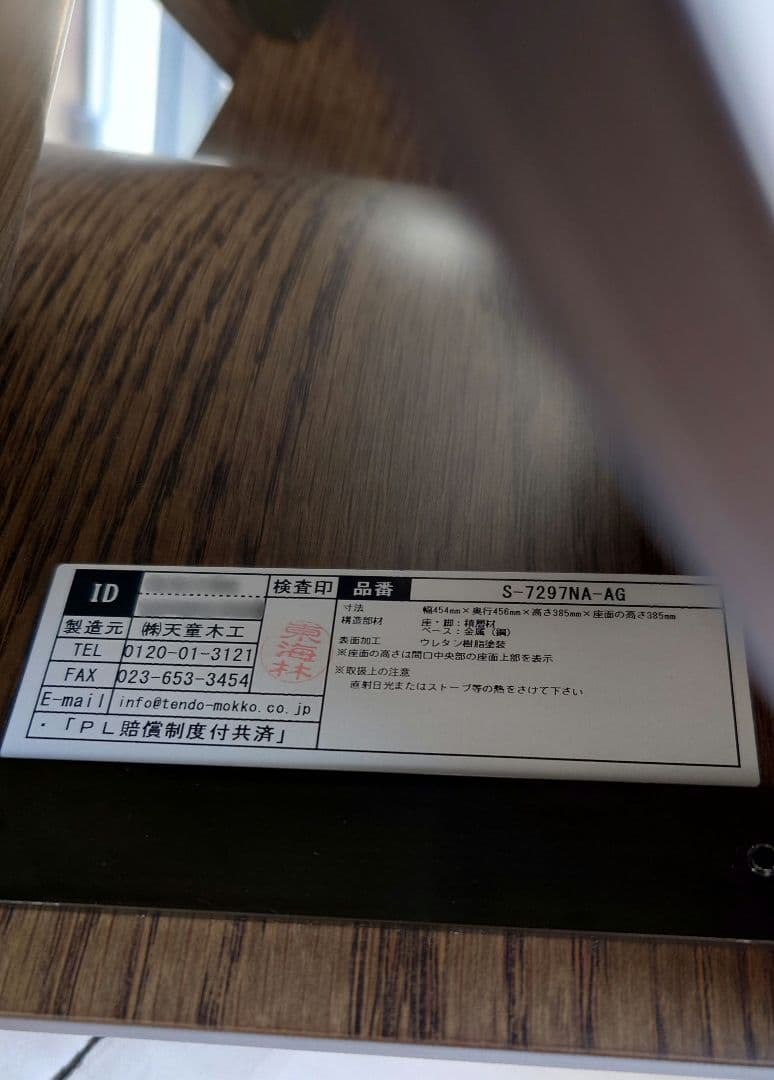 ID
検査印
品番
S-7297NA-AG
製造元 ㈱天童木工
TEL 0120-01-3121
FAX 023-653-3454
E-mail info@tendo-mokko.co.jp
・「PL賠償制度付共済」
東海林
寸法 幅454mm×奥行456mm×高さ385mm×座面の高さ385mm
構造部材 座・脚:積層材
ベース:金属(鋼)
表面加工 ウレタン樹脂塗装
※座面の高さは間口中央部の座面上部を表示
※取扱上の注意
直射日光またはストーブ等の熱をさけて下さい